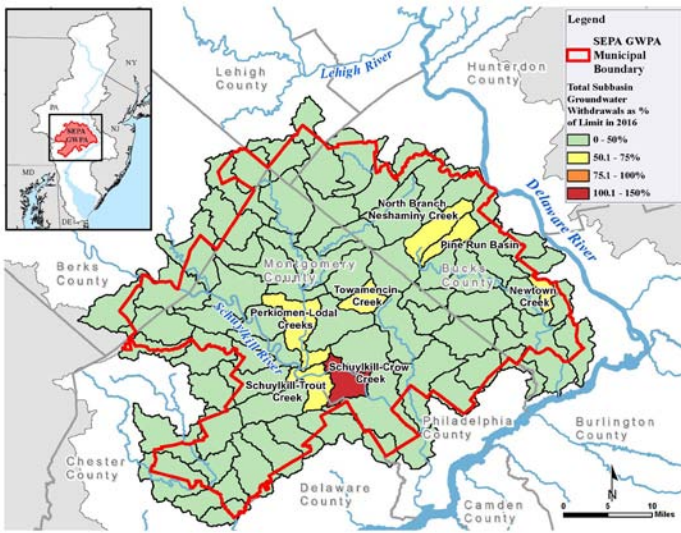 NY
PA
SEPA
GWPA
NJ
MD
DE
Lehigh
County
Lehigh River
Hunterdon
County
Legend
SEPA GWPA
Municipal
Boundary
Total Subbasin
Groundwater
Withdrawals as %
of Limit in 2016
0 - 50%
50.1 - 75%
75.1 - 100%
100.1 - 150%
North Branch
Neshaminy Creek
Pine Run Basin
Delaware River
Berks
County
Montgomery
County
Bucks
County
Towamencin
Creek
Newtown
Creek
Perkiomen-Lodal
Creeks
Schuylkill River
Schuylkill-Crow
Creek
Schuylkill-Trout
Creek
Philadelphia
County
Burlington
County
Chester
County
Delaware
County
Camden
County
N
0 5 10
Miles